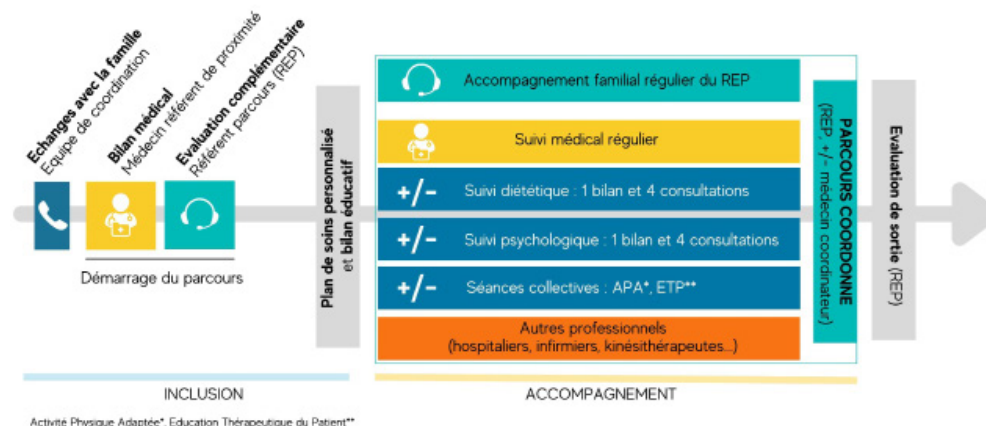 Echanges avec la famille
Equipe de coordination
Bilan médical
Médecin référent de proximité
Evaluation complémentaire
Référent parcours (REP)
Démarrage du parcours
Plan de soins personnalisé
et bilan éducatif
Accompagnement familial régulier du REP
Suivi médical régulier
+/- Suivi diététique : 1 bilan et 4 consultations
+/- Suivi psychologique : 1 bilan et 4 consultations
+/- Séances collectives : APA*, ETP**
Autres professionnels
(hospitaliers, infirmiers, kinésithérapeutes...)
PARCOURS COORDONNE
(REP, +/- médecin coordinateur)
Evaluation de sortie (REP)
INCLUSION
ACCOMPAGNEMENT
Activité Physique Adaptée*, Education Thérapeutique du Patient**